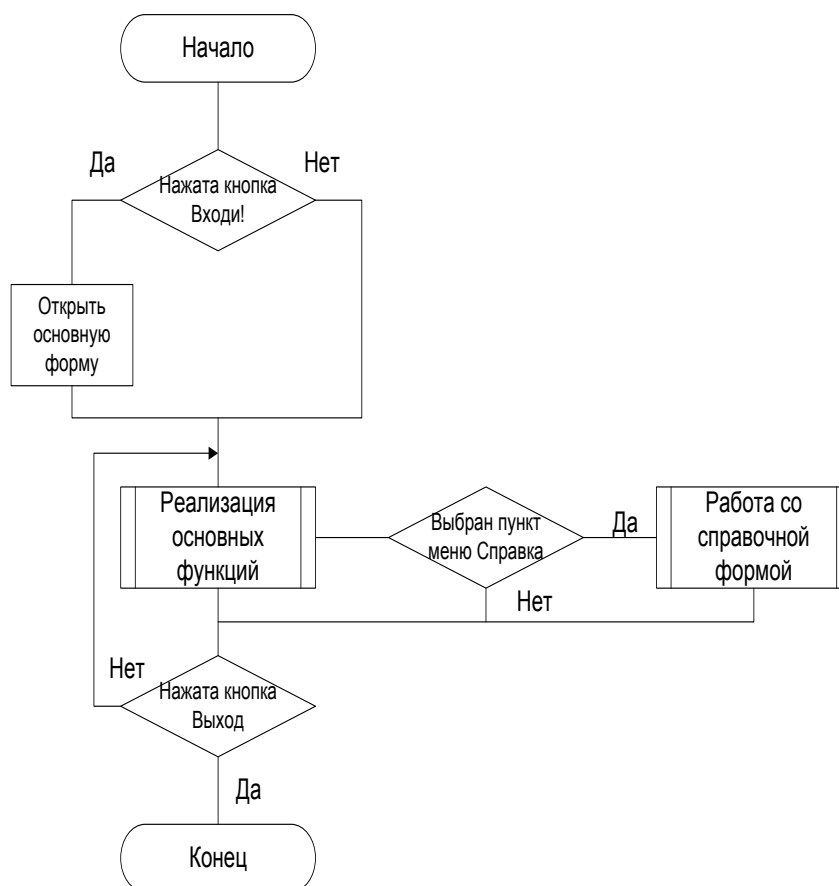 Начало
Да
Нет
Нажата кнопка
Входи!
Открыть
основную
форму
Реализация
основных
функций
Выбран пункт
меню Справка
Да
Работа со
справочной
формой
Нет
Нет
Нажата кнопка
Выход
Да
Конец